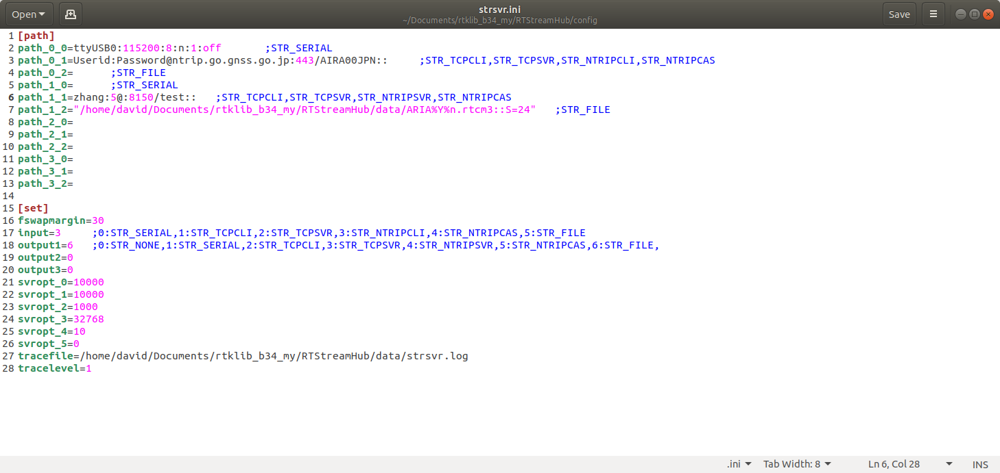 Open
strsvr.ini
~/Documents/rtklib_b34_my/RTStreamHub/config
Save
1 [path]
2 path_0_0=ttyUSB0:115200:8:n:1:off ;STR_SERIAL
3 path_0_1=Userid:Password@ntrip.go.gnss.go.jp:443/AIRA00JPN:: ;STR_TCPCLI,STR_TCPSVR,STR_NTRIPCLI,STR_NTRIPCAS
4 path_0_2= ;STR_FILE
5 path_1_0= ;STR_SERIAL
6 path_1_1=zhang:5@:8150/test:: ;STR_TCPCLI,STR_TCPSVR,STR_NTRIPSVR,STR_NTRIPCAS
7 path_1_2="/home/david/Documents/rtklib_b34_my/RTStreamHub/data/ARIA%Y%n.rtcm3::S=24" ;STR_FILE
8 path_2_0=
9 path_2_1=
10 path_2_2=
11 path_3_0=
12 path_3_1=
13 path_3_2=
14
15 [set]
16 fswapmargin=30
17 input=3 ;0:STR_SERIAL,1:STR_TCPCLI,2:STR_TCPSVR,3:STR_NTRIPCLI,4:STR_NTRIPCAS,5:STR_FILE
18 output1=6 ;0:STR_NONE,1:STR_SERIAL,2:STR_TCPCLI,3:STR_TCPSVR,4:STR_NTRIPSVR,5:STR_NTRIPCAS,6:STR_FILE,
19 output2=0
20 output3=0
21 svropt_0=10000
22 svropt_1=10000
23 svropt_2=1000
24 svropt_3=32768
25 svropt_4=10
26 svropt_5=0
27 tracefile=/home/david/Documents/rtklib_b34_my/RTStreamHub/data/strsvr.log
28 tracelevel=1
.ini Tab Width: 8 Ln 6, Col 28 INS